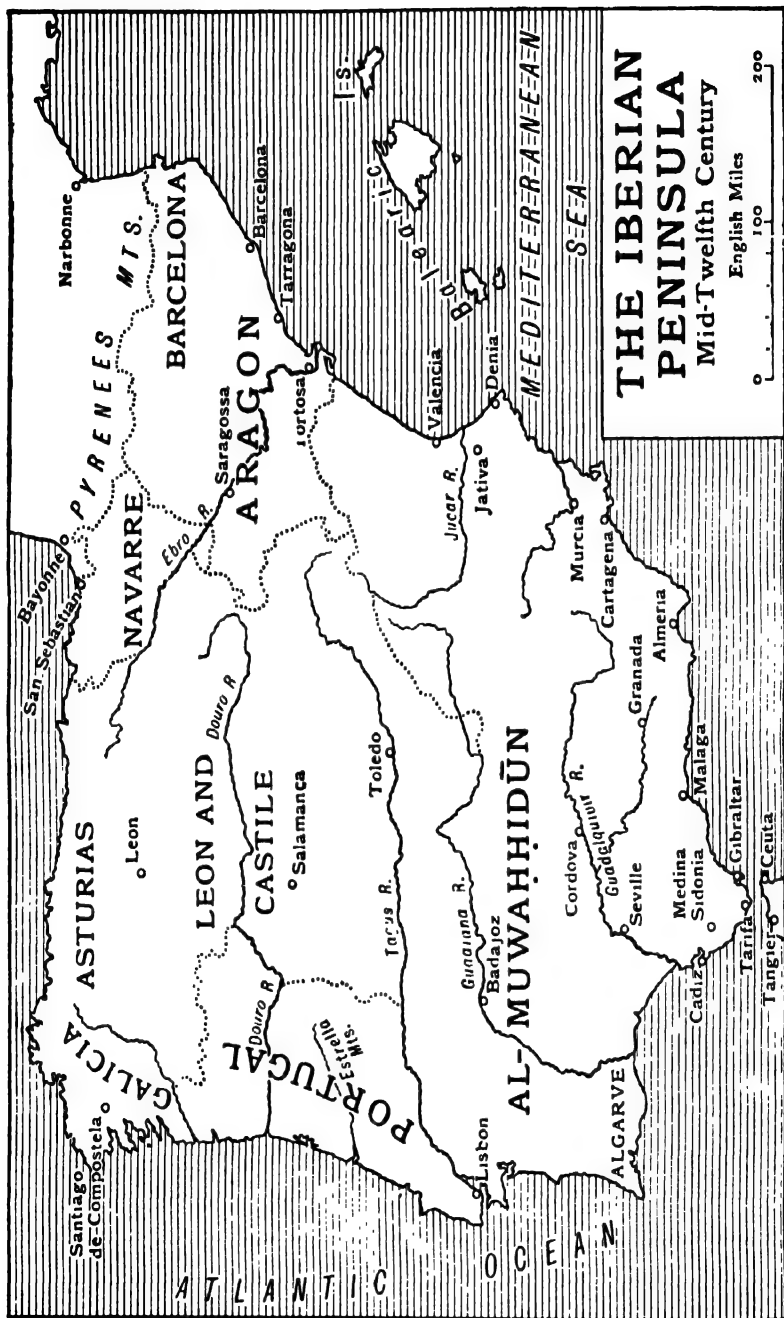 THE IBERIAN
PENINSULA
Mid-Twelfth Century
English Miles
0 100 200
ATLANTIC OCEAN
MEDITERRANEAN
SEA
Balearic Is.
PYRENEES MTS.
Santiago
de-Compostela
GALICIA
ASTURIAS
Leon
LEON AND
CASTILE
Salamanca
San Sebastian
Bayonne
NAVARRE
Narbonne
BARCELONA
Barcelona
Tarragona
ARAGON
Saragossa
Tortosa
Ebro R.
Douro R
Douro R
PORTUGAL
Estrella
Mts.
Tagus R.
Toledo
Lisbon
Guadiana R.
Badajoz
AL-MUWAḤḤIDŪN
Jucar R.
Valencia
Denia
Jativa
Murcia
Cartagena
Cordova
Guadalquivir R.
Seville
Granada
Almeria
Malaga
Medina
Sidonia
Cadiz
Gibraltar
Tarifa
Ceuta
Tangier
ALGARVE